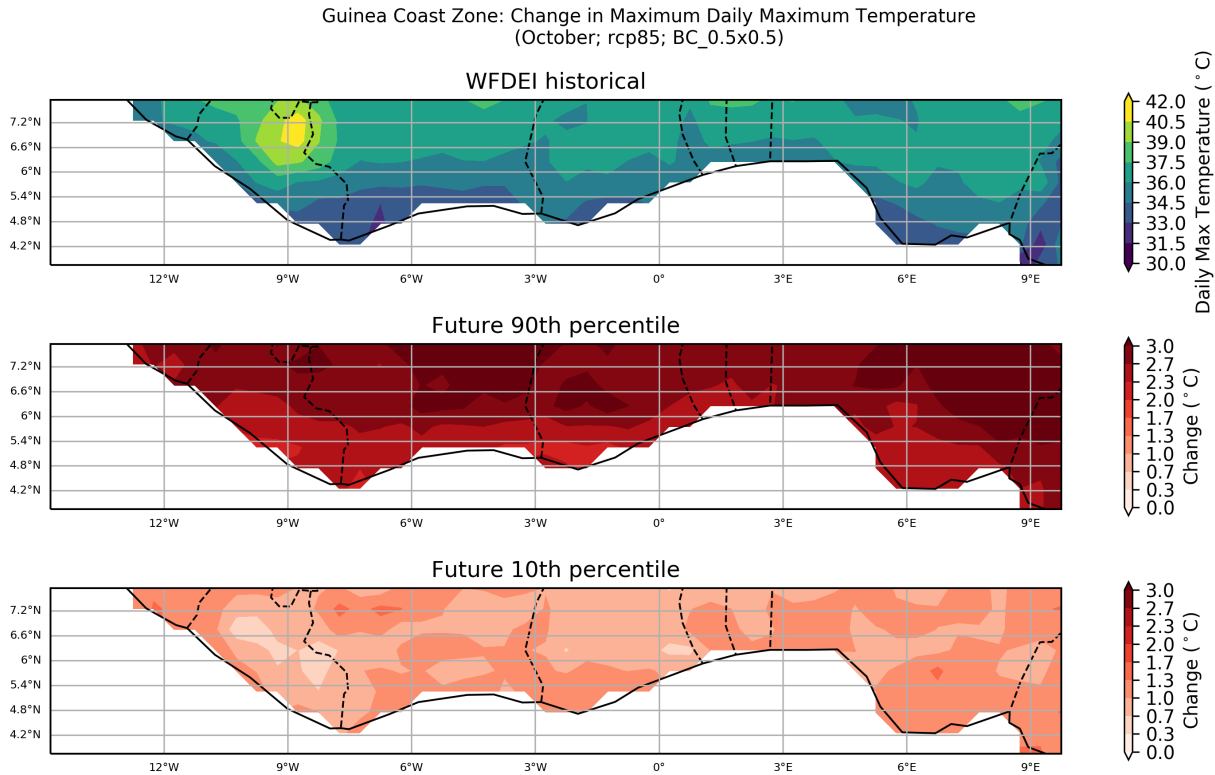 Guinea Coast Zone: Change in Maximum Daily Maximum Temperature
(October; rcp85; BC_0.5x0.5)
WFDEI historical
7.2°N
6.6°N
6°N
5.4°N
4.8°N
4.2°N
12°W 9°W 6°W 3°W 0° 3°E 6°E 9°E
42.0
40.5
39.0
37.5
36.0
34.5
33.0
31.5
30.0
Daily Max Temperature (°C)
Future 90th percentile
7.2°N
6.6°N
6°N
5.4°N
4.8°N
4.2°N
12°W 9°W 6°W 3°W 0° 3°E 6°E 9°E
3.0
2.7
2.3
2.0
1.7
1.3
1.0
0.7
0.3
0.0
Change (°C)
Future 10th percentile
7.2°N
6.6°N
6°N
5.4°N
4.8°N
4.2°N
12°W 9°W 6°W 3°W 0° 3°E 6°E 9°E
3.0
2.7
2.3
2.0
1.7
1.3
1.0
0.7
0.3
0.0
Change (°C)